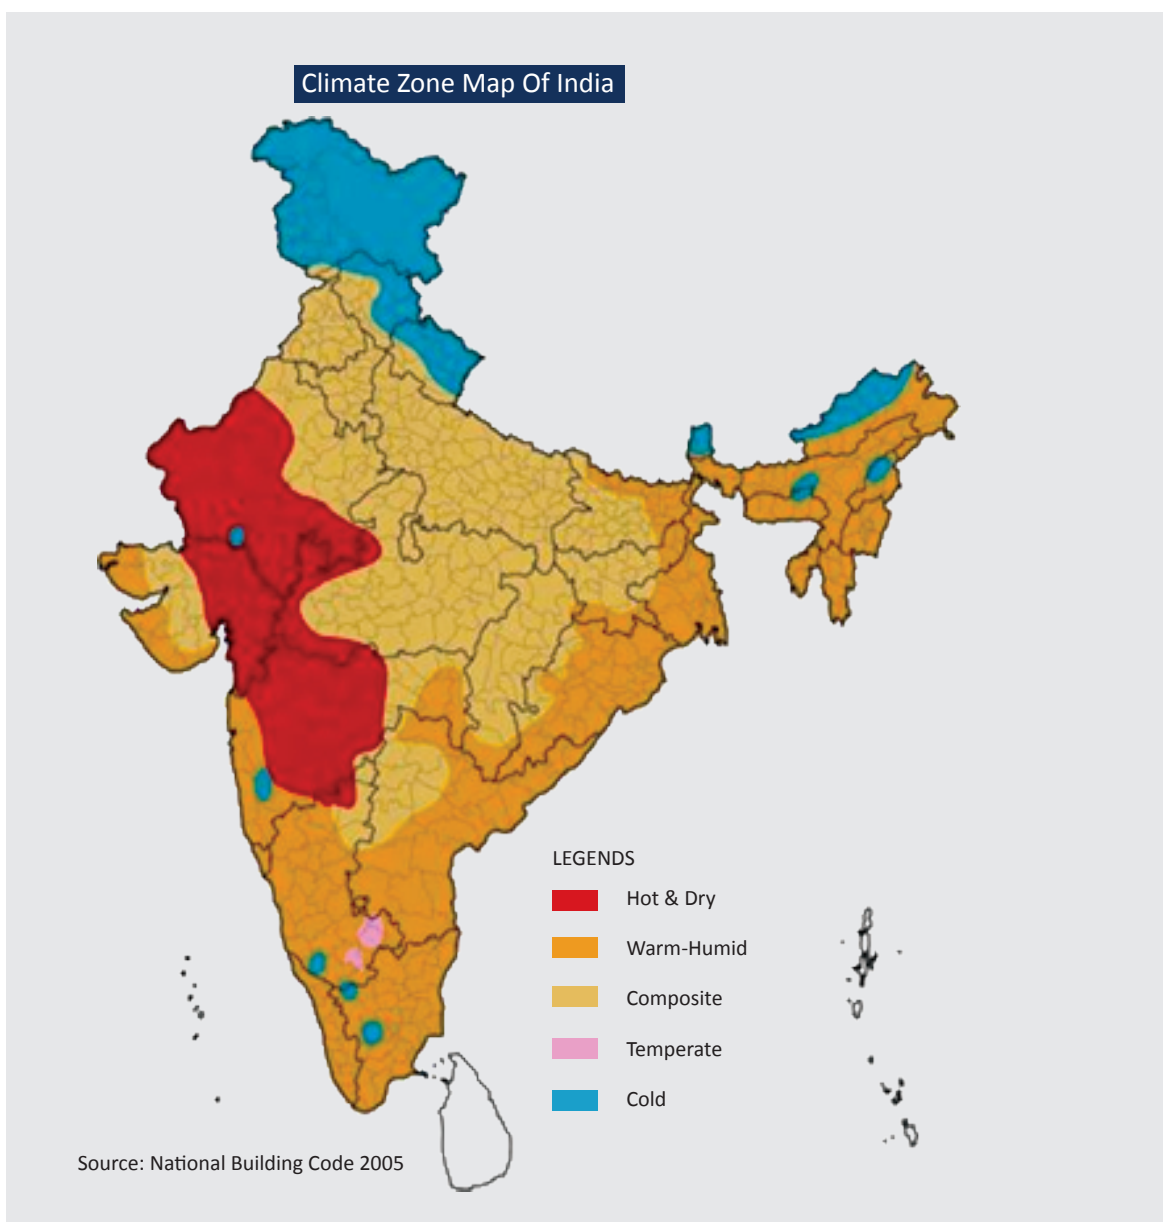 Climate Zone Map Of India
LEGENDS
Hot & Dry
Warm-Humid
Composite
Temperate
Cold
Source: National Building Code 2005